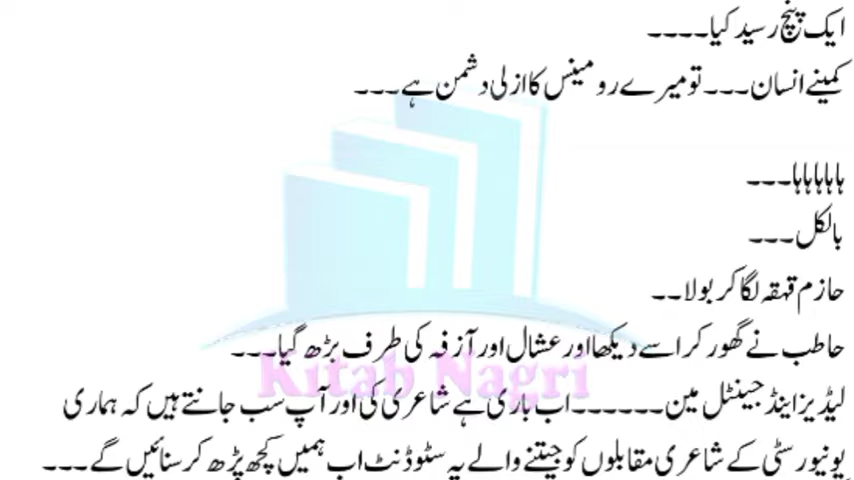 ایک پنچ رسید کیا۔۔۔۔
کمینے انسان۔۔۔ تو میرے رومینس کا ازلی دشمن ہے۔۔۔
ہاہاہاہاہا۔۔۔
بالکل۔۔۔
حازم قہقہ لگا کر بولا۔۔
حاطب نے گھور کر اسے دیکھا اور عشال اور آزفہ کی طرف بڑھ گیا۔۔۔
Kitab Nagri
لیڈیز اینڈ جینٹل مین۔۔۔۔۔۔ اب باری ہے شاعری کی اور آپ سب جانتے ہیں کہ ہماری
یونیورسٹی کے شاعری مقابلوں کو جیتنے والے یہ سٹوڈنٹ اب ہمیں کچھ پڑھ کر سنائیں گے۔۔۔